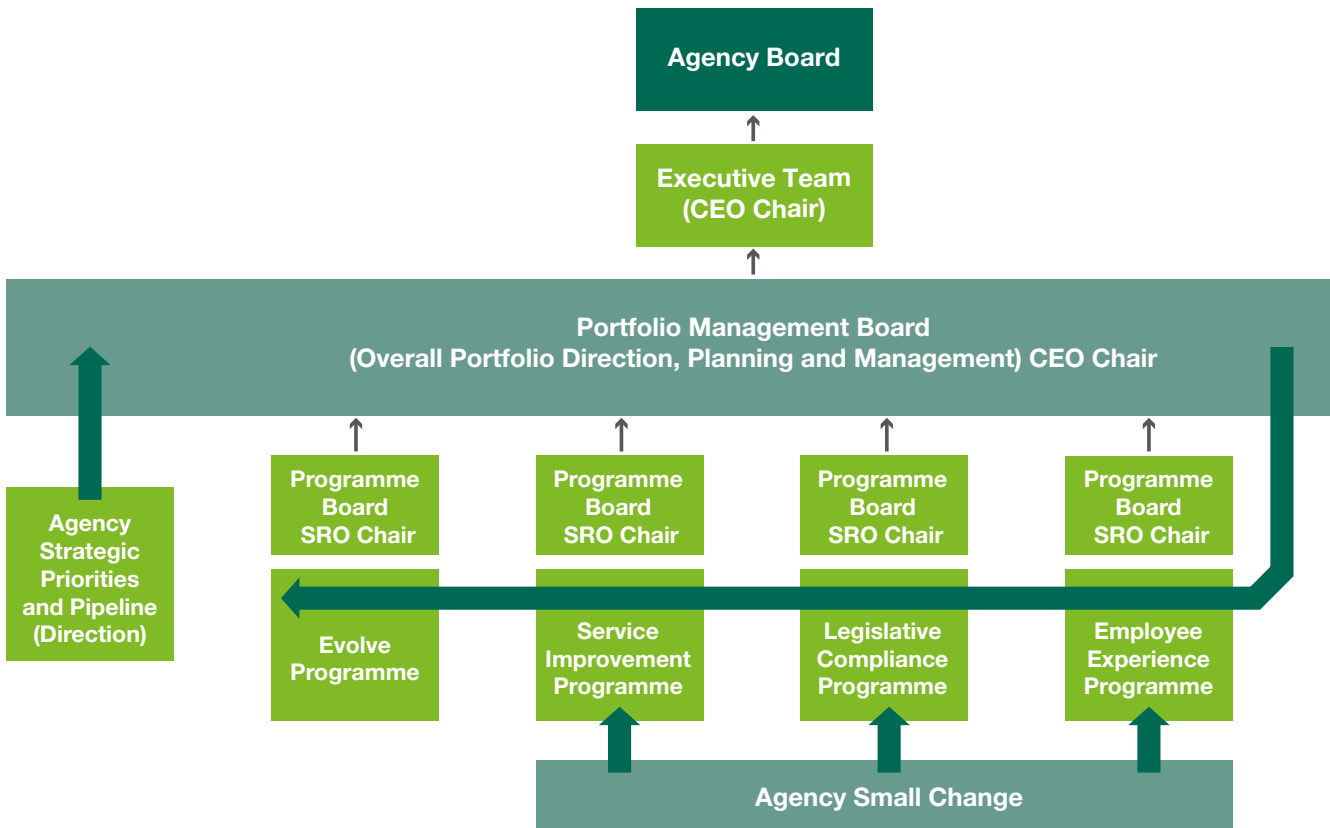 Agency Board
Executive Team
(CEO Chair)
Portfolio Management Board
(Overall Portfolio Direction, Planning and Management) CEO Chair
Agency
Strategic
Priorities
and Pipeline
(Direction)
Programme
Board
SRO Chair
Programme
Board
SRO Chair
Programme
Board
SRO Chair
Programme
Board
SRO Chair
Evolve
Programme
Service
Improvement
Programme
Legislative
Compliance
Programme
Employee
Experience
Programme
Agency Small Change